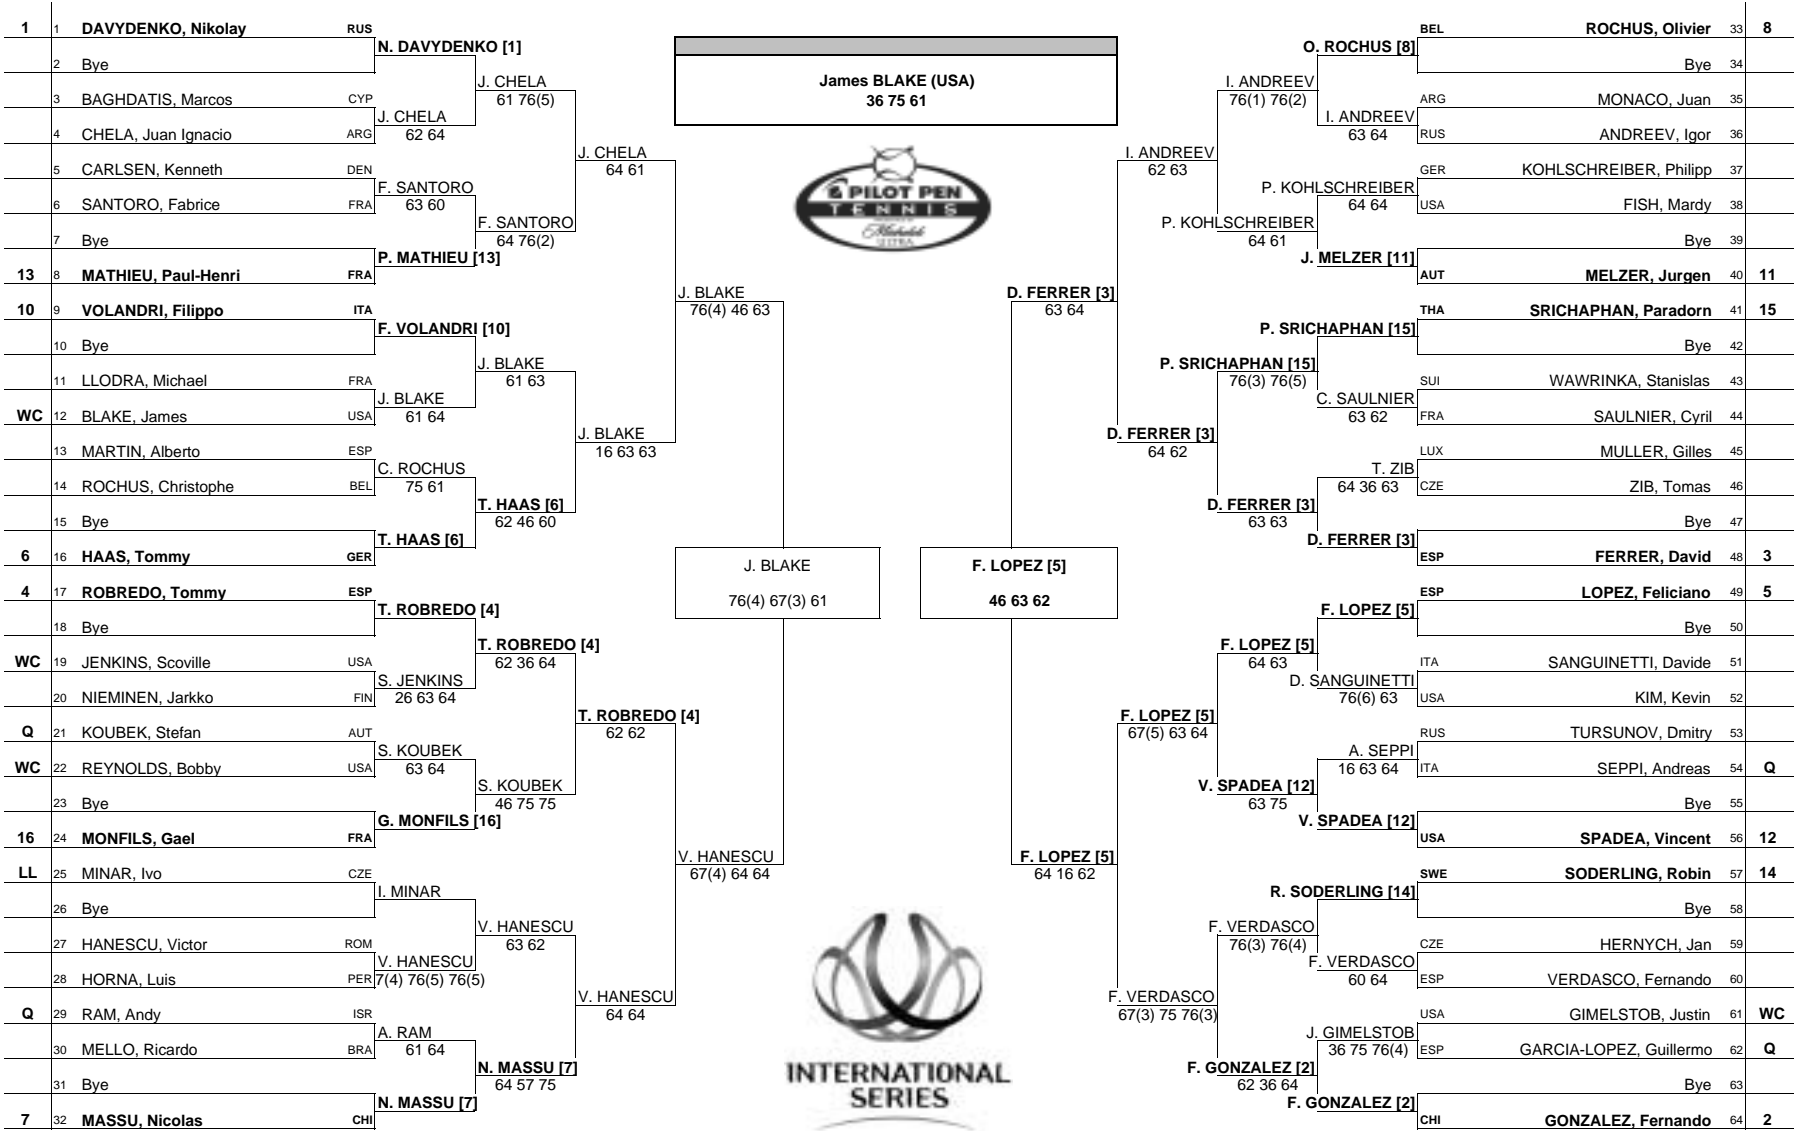 James BLAKE (USA)
36 75 61
PILOT PEN
TENNIS
Michelob
ULTRA
1 1 DAVYDENKO, Nikolay RUS
2 Bye
3 BAGHDATIS, Marcos CYP
4 CHELA, Juan Ignacio ARG
5 CARLSEN, Kenneth DEN
6 SANTORO, Fabrice FRA
7 Bye
13 8 MATHIEU, Paul-Henri FRA
10 9 VOLANDRI, Filippo ITA
10 Bye
11 LLODRA, Michael FRA
WC 12 BLAKE, James USA
13 MARTIN, Alberto ESP
14 ROCHUS, Christophe BEL
15 Bye
6 16 HAAS, Tommy GER
4 17 ROBREDO, Tommy ESP
18 Bye
WC 19 JENKINS, Scoville USA
20 NIEMINEN, Jarkko FIN
Q 21 KOUBEK, Stefan AUT
WC 22 REYNOLDS, Bobby USA
23 Bye
16 24 MONFILS, Gael FRA
LL 25 MINAR, Ivo CZE
26 Bye
27 HANESCU, Victor ROM
28 HORNA, Luis PER
Q 29 RAM, Andy ISR
30 MELLO, Ricardo BRA
31 Bye
7 32 MASSU, Nicolas CHI
N. DAVYDENKO [1]
J. CHELA
62 64
F. SANTORO
63 60
P. MATHIEU [13]
F. VOLANDRI [10]
J. BLAKE
61 64
C. ROCHUS
75 61
T. HAAS [6]
T. ROBREDO [4]
S. JENKINS
26 63 64
S. KOUBEK
63 64
G. MONFILS [16]
I. MINAR
V. HANESCU
7(4) 76(5) 76(5)
A. RAM
61 64
N. MASSU [7]
J. CHELA
61 76(5)
F. SANTORO
64 76(2)
J. BLAKE
61 63
T. HAAS [6]
62 46 60
T. ROBREDO [4]
62 36 64
S. KOUBEK
46 75 75
V. HANESCU
63 62
N. MASSU [7]
64 57 75
J. CHELA
64 61
J. BLAKE
16 63 63
T. ROBREDO [4]
62 62
V. HANESCU
64 64
J. BLAKE
76(4) 46 63
V. HANESCU
67(4) 64 64
J. BLAKE
76(4) 67(3) 61
F. LOPEZ [5]
46 63 62
D. FERRER [3]
63 64
F. LOPEZ [5]
64 16 62
I. ANDREEV
62 63
D. FERRER [3]
64 62
F. LOPEZ [5]
67(5) 63 64
F. VERDASCO
67(3) 75 76(3)
I. ANDREEV
76(1) 76(2)
P. KOHLSCHREIBER
64 61
P. SRICHAPHAN [15]
76(3) 76(5)
D. FERRER [3]
63 63
F. LOPEZ [5]
64 63
V. SPADEA [12]
63 75
F. VERDASCO
76(3) 76(4)
F. GONZALEZ [2]
62 36 64
O. ROCHUS [8]
I. ANDREEV
63 64
P. KOHLSCHREIBER
64 64
J. MELZER [11]
P. SRICHAPHAN [15]
C. SAULNIER
63 62
T. ZIB
64 36 63
D. FERRER [3]
F. LOPEZ [5]
D. SANGUINETTI
76(6) 63
A. SEPPI
16 63 64
V. SPADEA [12]
R. SODERLING [14]
F. VERDASCO
60 64
J. GIMELSTOB
36 75 76(4)
F. GONZALEZ [2]
BEL ROCHUS, Olivier 33 8
Bye 34
ARG MONACO, Juan 35
RUS ANDREEV, Igor 36
GER KOHLSCHREIBER, Philipp 37
USA FISH, Mardy 38
Bye 39
AUT MELZER, Jurgen 40 11
THA SRICHAPHAN, Paradorn 41 15
Bye 42
SUI WAWRINKA, Stanislas 43
FRA SAULNIER, Cyril 44
LUX MULLER, Gilles 45
CZE ZIB, Tomas 46
Bye 47
ESP FERRER, David 48 3
ESP LOPEZ, Feliciano 49 5
Bye 50
ITA SANGUINETTI, Davide 51
USA KIM, Kevin 52
RUS TURSUNOV, Dmitry 53
ITA SEPPI, Andreas 54 Q
Bye 55
USA SPADEA, Vincent 56 12
SWE SODERLING, Robin 57 14
Bye 58
CZE HERNYCH, Jan 59
ESP VERDASCO, Fernando 60
USA GIMELSTOB, Justin 61 WC
ESP GARCIA-LOPEZ, Guillermo 62 Q
Bye 63
CHI GONZALEZ, Fernando 64 2
INTERNATIONAL
SERIES